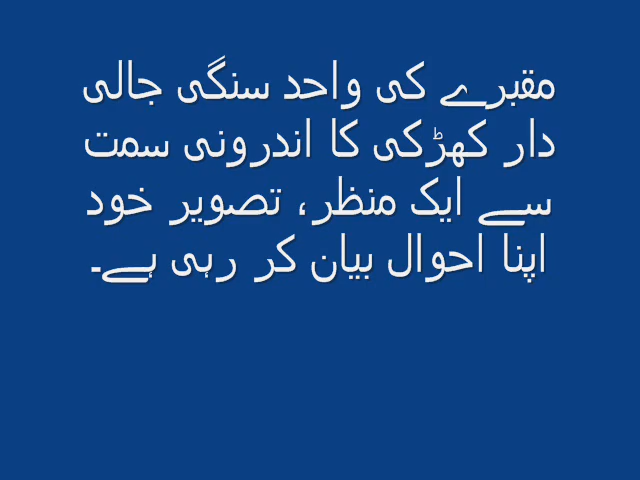 مقبرے کی واحد سنگی جالی
دار کھڑکی کا اندرونی سمت
سے ایک منظر، تصویر خود
اپنا احوال بیان کر رہی ہے۔